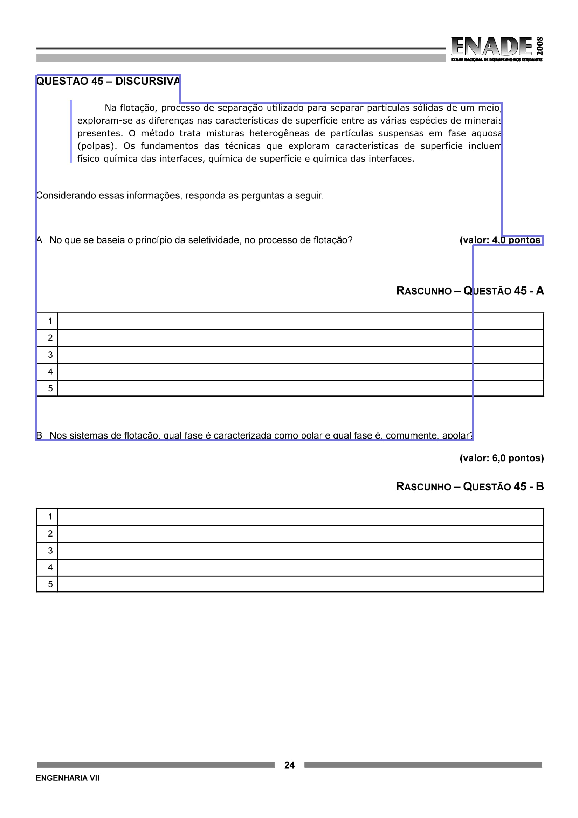 ENADE 2008
EXAME NACIONAL DE DESEMPENHO DOS ESTUDANTES
QUESTÃO 45 – DISCURSIVA
Na flotação, processo de separação utilizado para separar partículas sólidas de um meio,
exploram-se as diferenças nas características de superfície entre as várias espécies de minerais
presentes. O método trata misturas heterogêneas de partículas suspensas em fase aquosa
(polpas). Os fundamentos das técnicas que exploram características de superfície incluem
físico química das interfaces, química de superfície e química das interfaces.
Considerando essas informações, responda as perguntas a seguir.
A No que se baseia o princípio da seletividade, no processo de flotação? (valor: 4,0 pontos)
RASCUNHO – QUESTÃO 45 - A
1
2
3
4
5
B Nos sistemas de flotação, qual fase é caracterizada como polar e qual fase é, comumente, apolar?
(valor: 6,0 pontos)
RASCUNHO – QUESTÃO 45 - B
1
2
3
4
5
24
ENGENHARIA VII